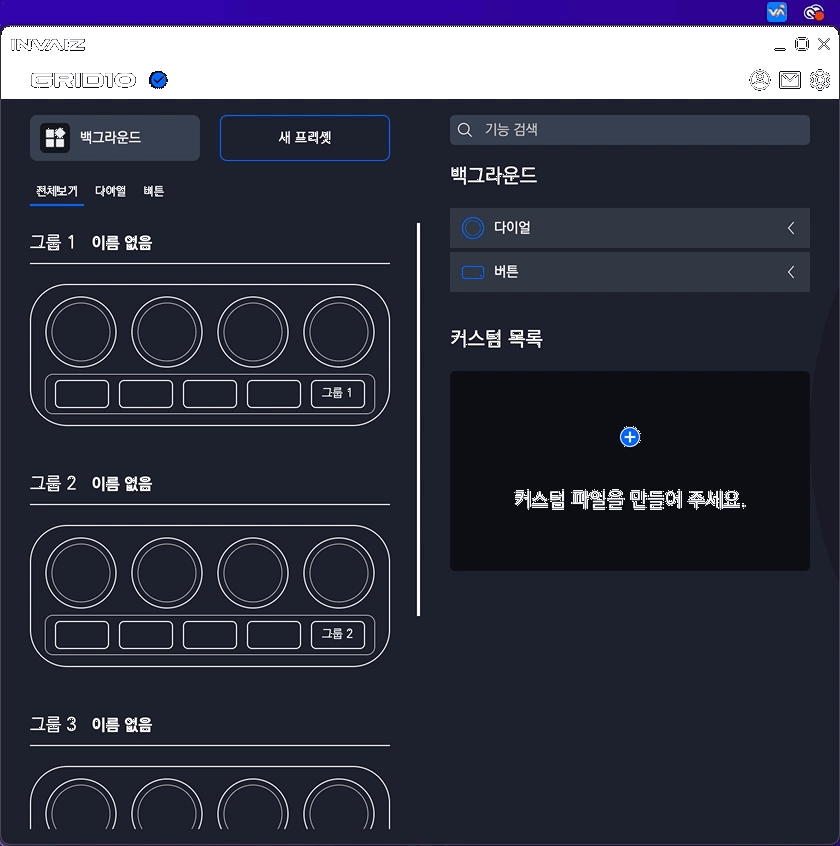 INVAIZ
GRID10
백그라운드
새 프리셋
기능 검색
전체보기 다이얼 버튼
백그라운드
그룹 1 이름 없음
다이얼
버튼
그룹 1
커스텀 목록
커스텀 파일을 만들어 주세요.
그룹 2 이름 없음
그룹 2
그룹 3 이름 없음